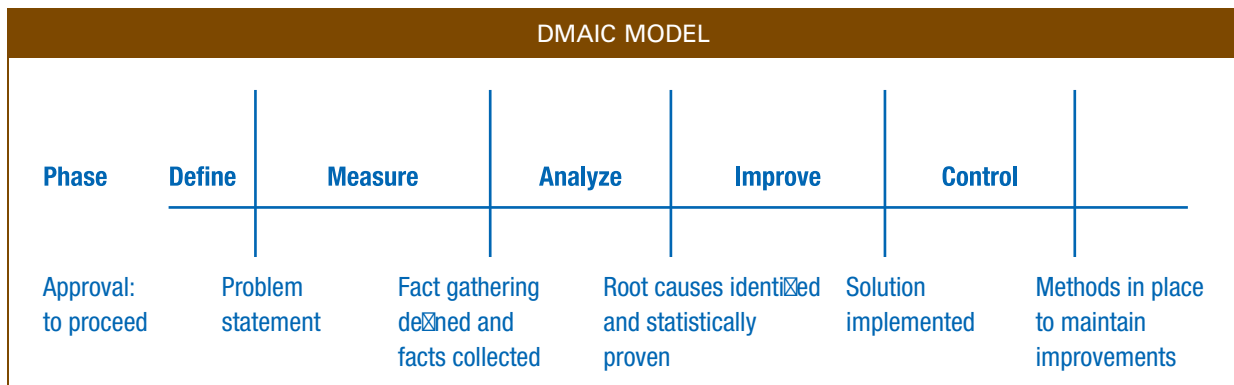 DMAIC MODEL
Phase Define Measure Analyze Improve Control
Approval: Problem Fact gathering Root causes identi☒ed Solution Methods in place
to proceed statement de☒ned and and statistically implemented to maintain
facts collected proven improvements